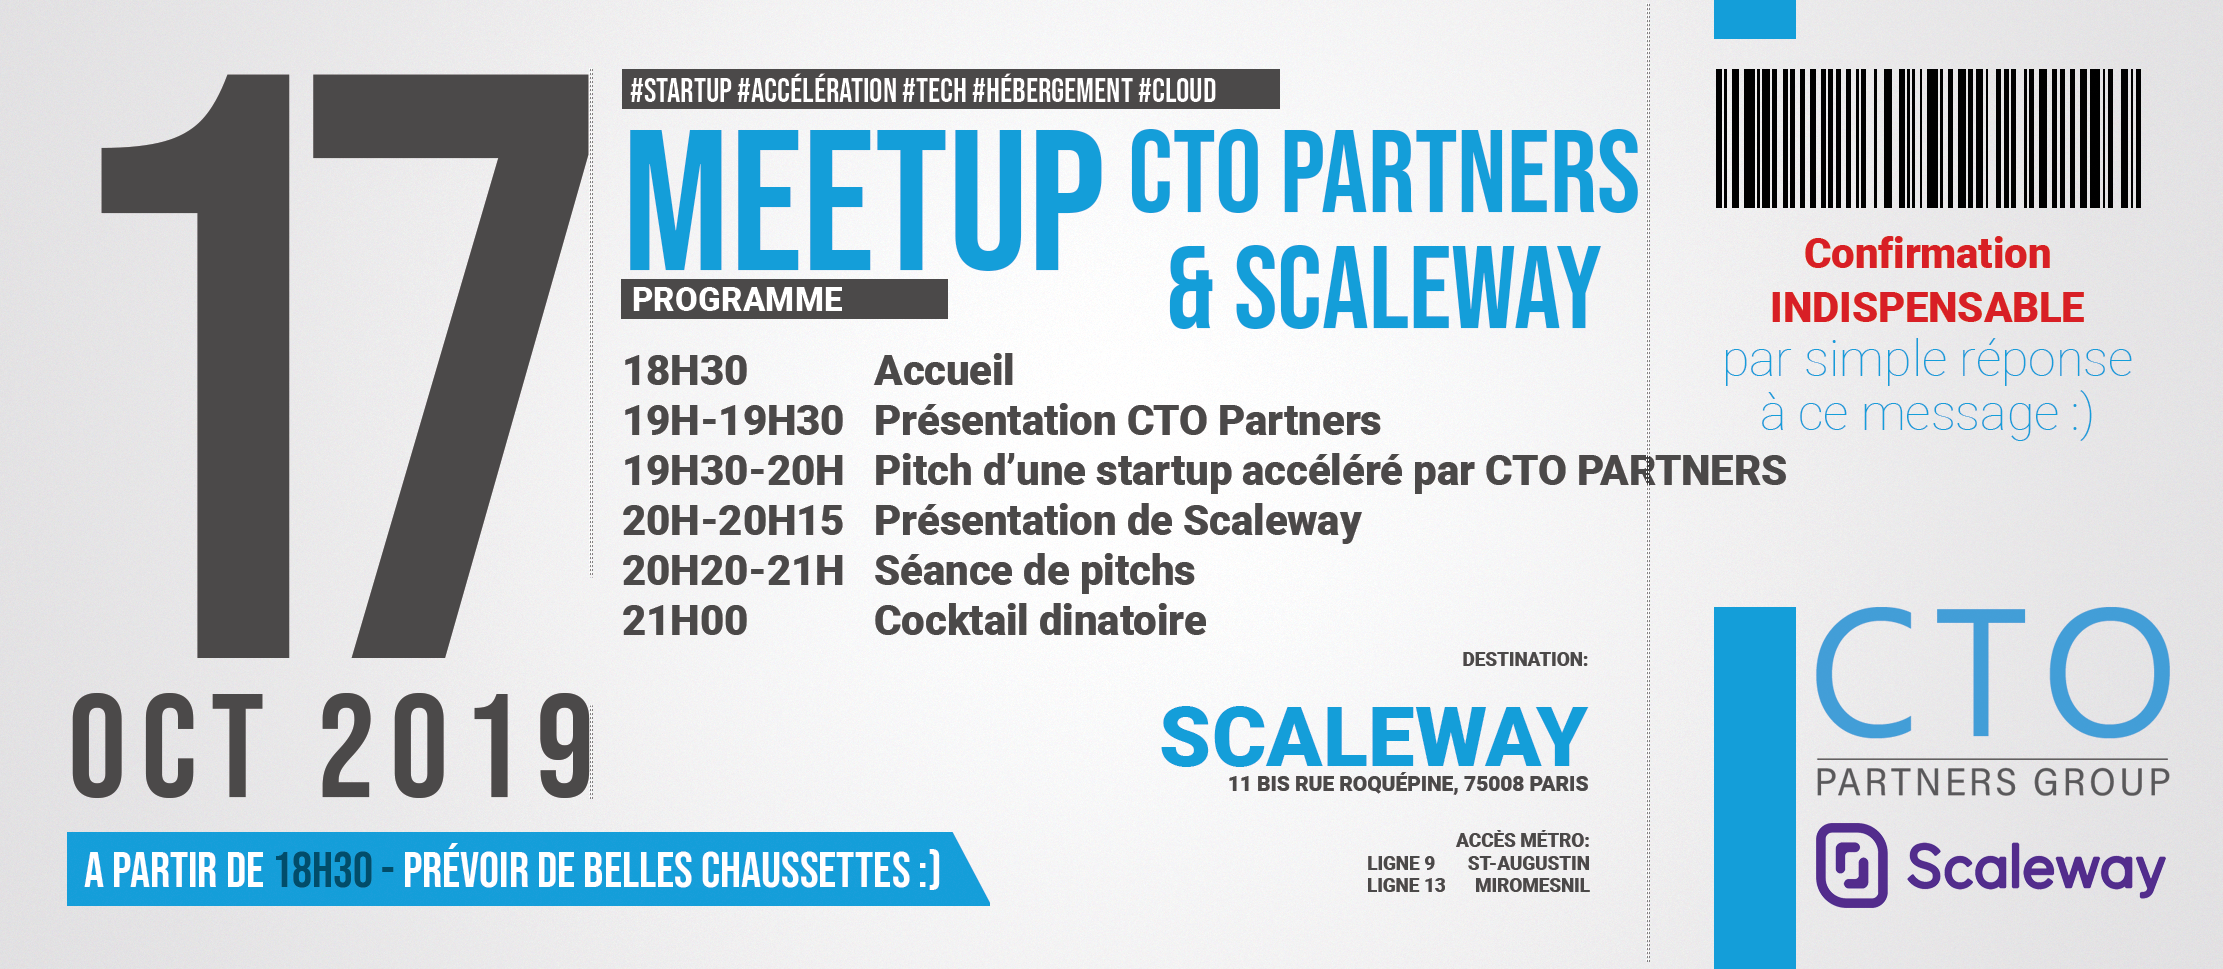 17
OCT 2019
A PARTIR DE 18H30 - PRÉVOIR DE BELLES CHAUSSETTES :)
#STARTUP #ACCÉLÉRATION #TECH #HÉBERGEMENT #CLOUD
MEETUP CTO PARTNERS
& SCALEWAY
PROGRAMME
18H30 Accueil
19H-19H30 Présentation CTO Partners
19H30-20H Pitch d’une startup accéléré par CTO PARTNERS
20H-20H15 Présentation de Scaleway
20H20-21H Séance de pitchs
21H00 Cocktail dinatoire
DESTINATION:
SCALEWAY
11 BIS RUE ROQUÉPINE, 75008 PARIS
ACCÈS MÉTRO:
LIGNE 9 ST-AUGUSTIN
LIGNE 13 MIROMESNIL
Confirmation
INDISPENSABLE
par simple réponse
à ce message :)
CTO
PARTNERS GROUP
Scaleway